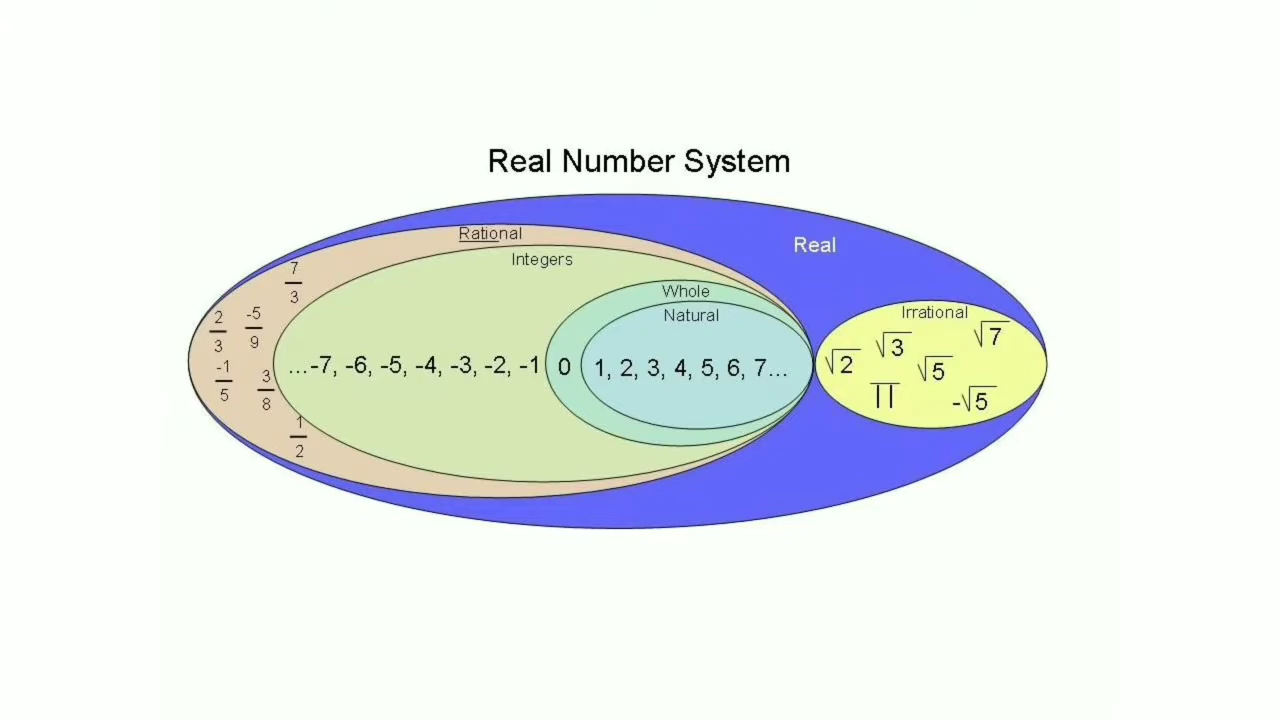 Real Number System
Rational
Real
Integers
7/3
Whole
Natural
Irrational
2/3
-5/9
√2
√3
√7
-1/5
3/8
...-7, -6, -5, -4, -3, -2, -1
0
1, 2, 3, 4, 5, 6, 7...
√5
∏
-√5
1/2